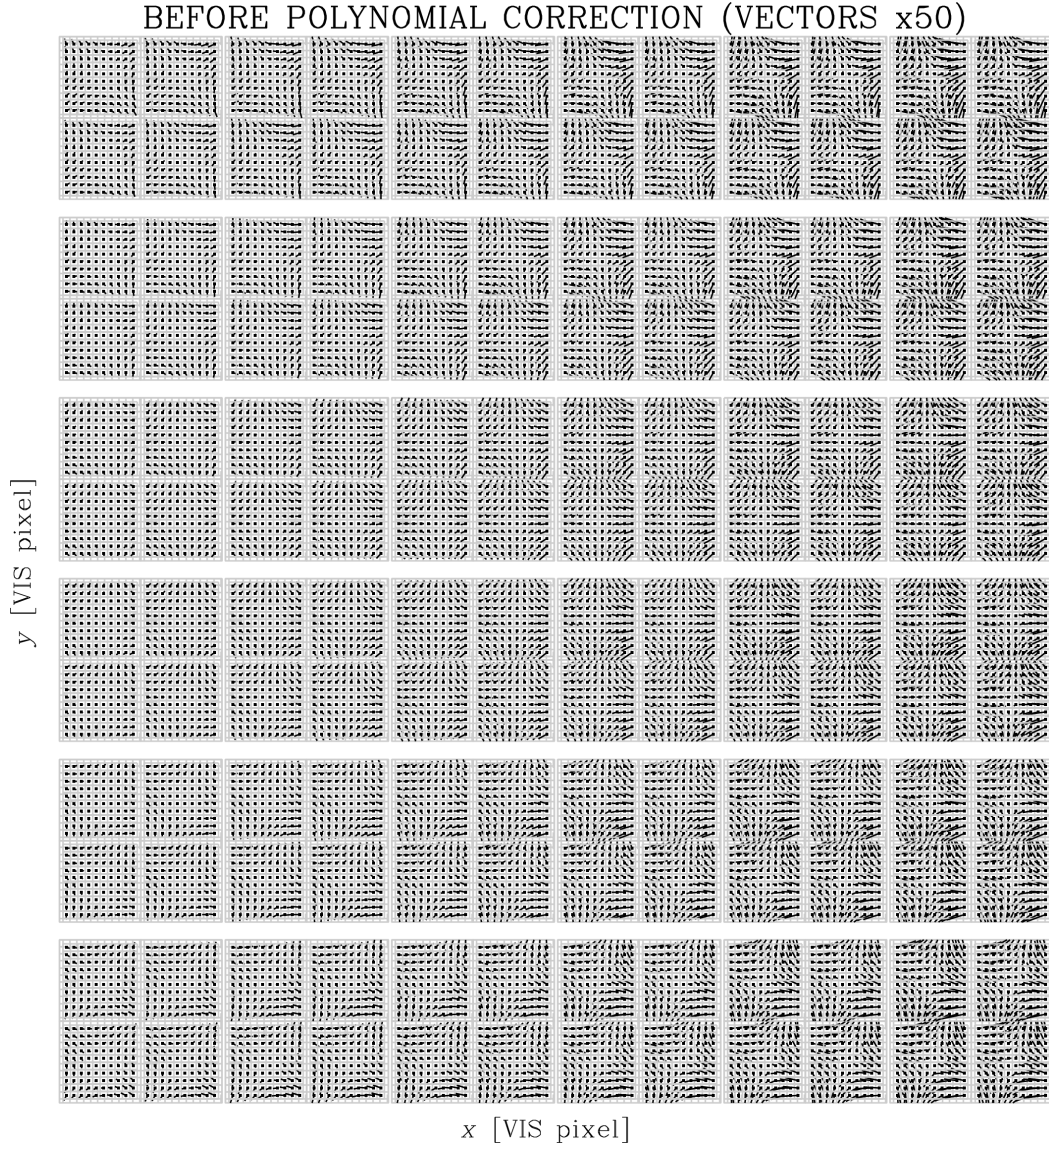 BEFORE POLYNOMIAL CORRECTION (VECTORS x50)
y [VIS pixel]
x [VIS pixel]